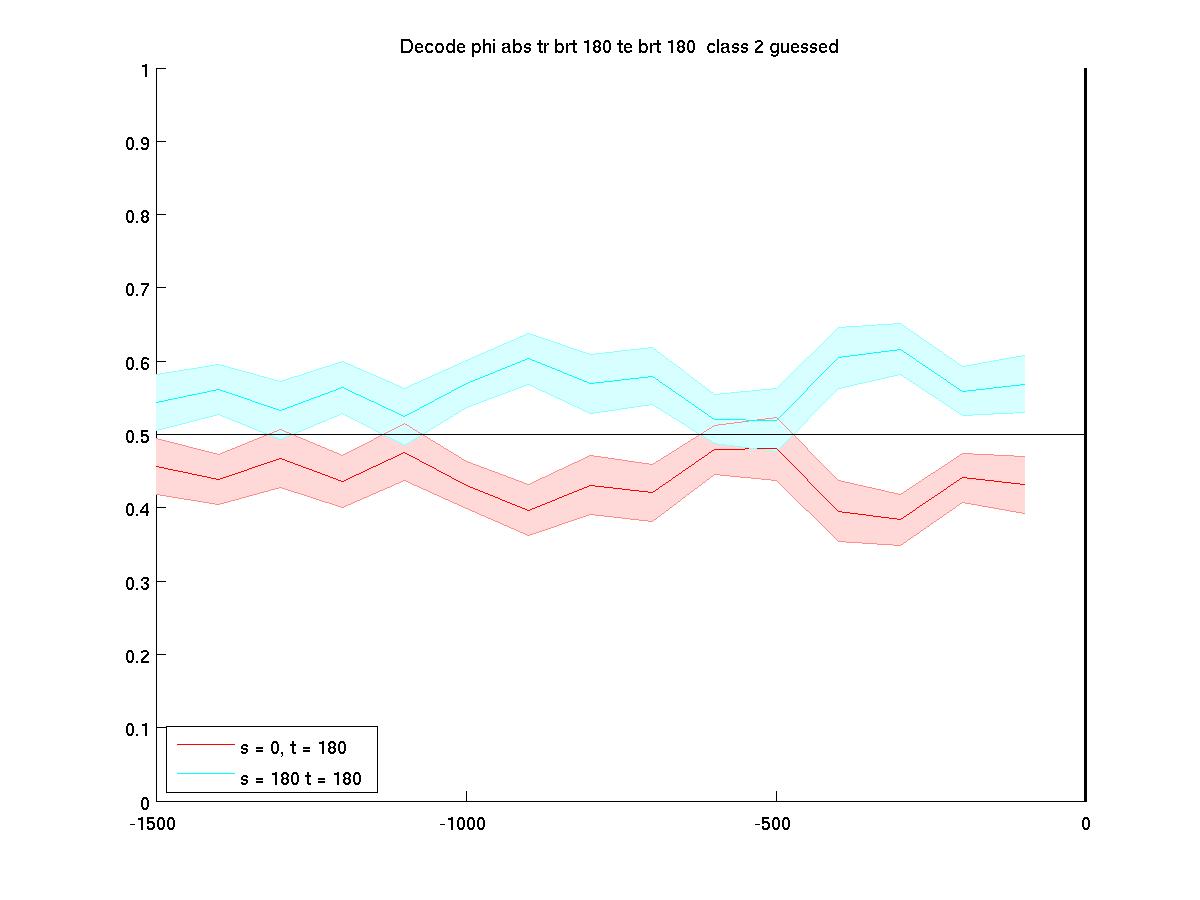 Decode phi abs tr brt 180 te brt 180  class 2 guessed
1
0.9
0.8
0.7
0.6
0.5
0.4
0.3
0.2
0.1
0
s = 0, t = 180
s = 180 t = 180
-1500 -1000 -500 0